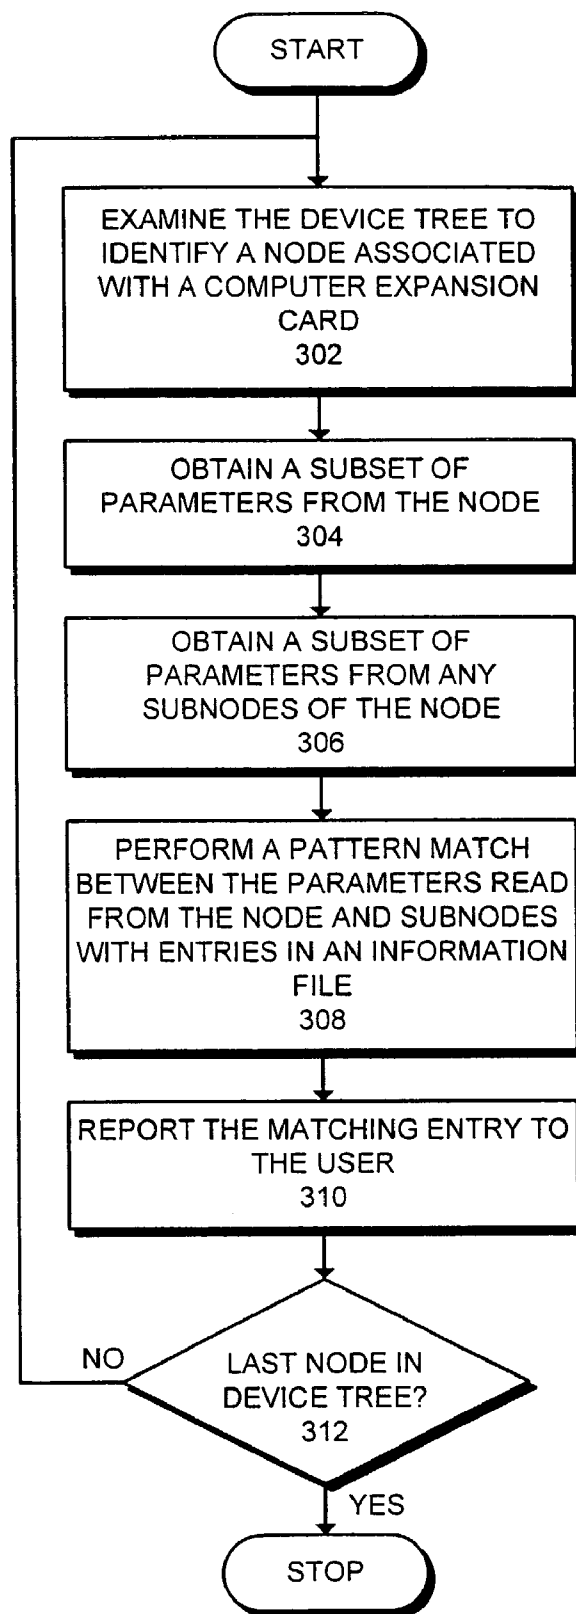 START
EXAMINE THE DEVICE TREE TO
IDENTIFY A NODE ASSOCIATED
WITH A COMPUTER EXPANSION
CARD
302
OBTAIN A SUBSET OF
PARAMETERS FROM THE NODE
304
OBTAIN A SUBSET OF
PARAMETERS FROM ANY
SUBNODES OF THE NODE
306
PERFORM A PATTERN MATCH
BETWEEN THE PARAMETERS READ
FROM THE NODE AND SUBNODES
WITH ENTRIES IN AN INFORMATION
FILE
308
REPORT THE MATCHING ENTRY TO
THE USER
310
NO
LAST NODE IN
DEVICE TREE?
312
YES
STOP